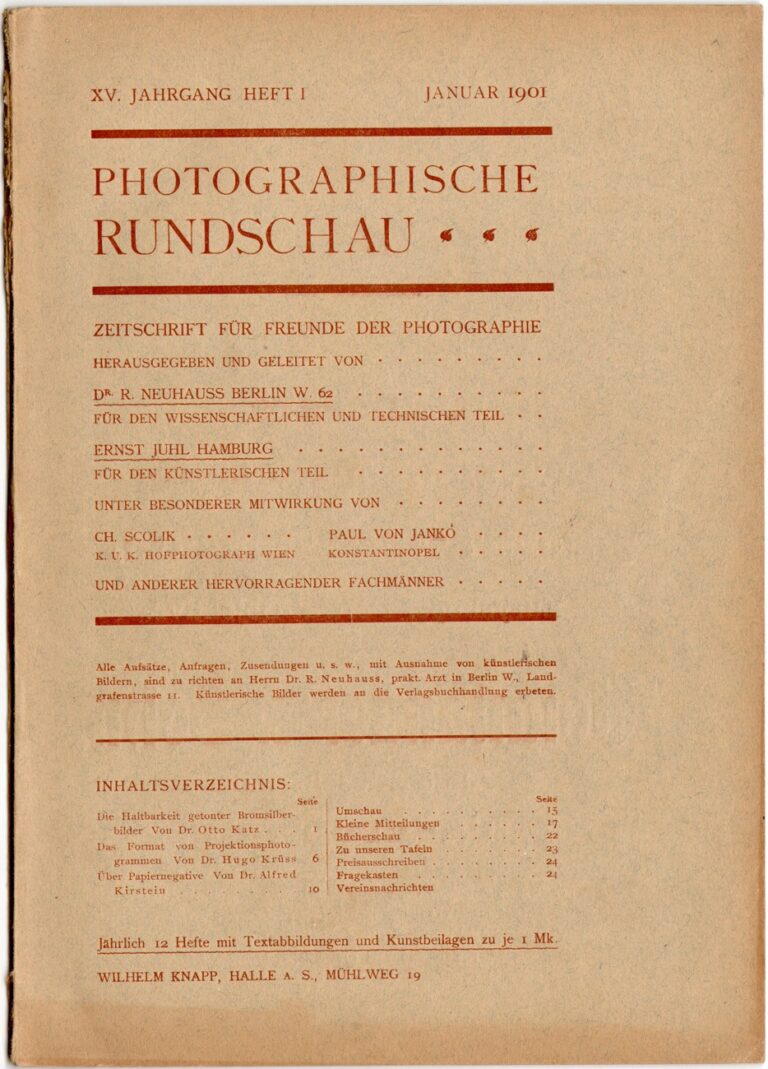 XV. JAHRGANG HEFT I JANUAR 1901
PHOTOGRAPHISCHE
RUNDSCHAU
ZEITSCHRIFT FÜR FREUNDE DER PHOTOGRAPHIE
HERAUSGEGEBEN UND GELEITET VON · · · · · · · · ·
DR. R. NEUHAUSS BERLIN W. 62 · · · · · · · · · ·
FÜR DEN WISSENSCHAFTLICHEN UND TECHNISCHEN TEIL · ·
ERNST JUHL HAMBURG · · · · · · · · · · · · ·
FÜR DEN KÜNSTLERISCHEN TEIL · · · · · · · · · ·
UNTER BESONDERER MITWIRKUNG VON · · · · · · · ·
CH. SCOLIK · · · · · · PAUL VON JANKÓ · · · ·
K. U. K. HOFPHOTOGRAPH WIEN KONSTANTINOPEL · · · · ·
UND ANDERER HERVORRAGENDER FACHMÄNNER · · · · ·
Alle Aufsätze, Anfragen, Zusendungen u. s. w., mit Ausnahme von künstlerischen
Bildern, sind zu richten an Herrn Dr. R. Neuhauss, prakt. Arzt in Berlin W., Land-
grafenstrasse 11. Künstlerische Bilder werden an die Verlagsbuchhandlung erbeten.
INHALTSVERZEICHNIS:
Seite
Die Haltbarkeit getonter Bromsilber-
bilder Von Dr. Otto Katz . . . 1
Das Format von Projektionsphoto-
grammen Von Dr. Hugo Krüss 6
Über Papiernegative Von Dr. Alfred
Kirstein . . . . . . . . 10
Seite
Umschau . . . . . . . . . 15
Kleine Mitteilungen . . . . . . 17
Bücherschau . . . . . . . . 22
Zu unseren Tafeln . . . . . . 23
Preisausschreiben . . . . . . . 24
Fragekasten . . . . . . . . 24
Vereinsnachrichten
Jährlich 12 Hefte mit Textabbildungen und Kunstbeilagen zu je 1 Mk.
WILHELM KNAPP, HALLE A. S., MÜHLWEG 19